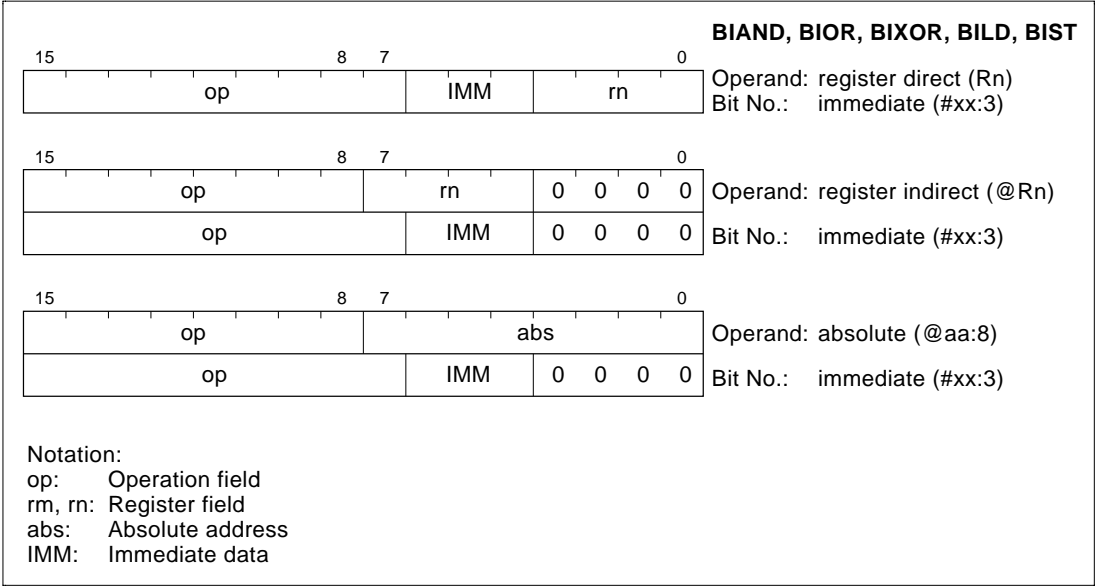 BIAND, BIOR, BIXOR, BILD, BIST
15 8 7 0
op IMM rn Operand: register direct (Rn)
Bit No.: immediate (#xx:3)
15 8 7 0
op rn 0 0 0 0 Operand: register indirect (@Rn)
op IMM 0 0 0 0 Bit No.: immediate (#xx:3)
15 8 7 0
op abs Operand: absolute (@aa:8)
op IMM 0 0 0 0 Bit No.: immediate (#xx:3)
Notation:
op: Operation field
rm, rn: Register field
abs: Absolute address
IMM: Immediate data